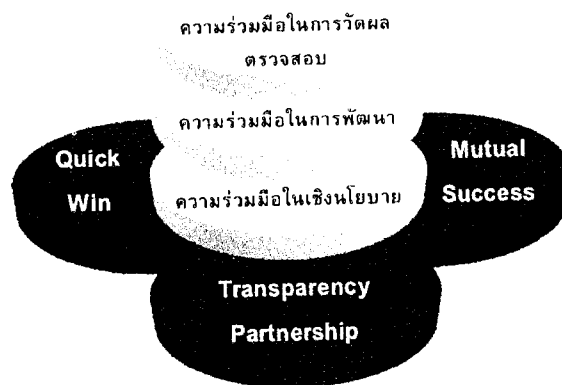 ความร่วมมือในการวัดผล
ตรวจสอบ
ความร่วมมือในการพัฒนา
Quick
Win
Mutual
Success
ความร่วมมือในเชิงนโยบาย
Transparency
Partnership